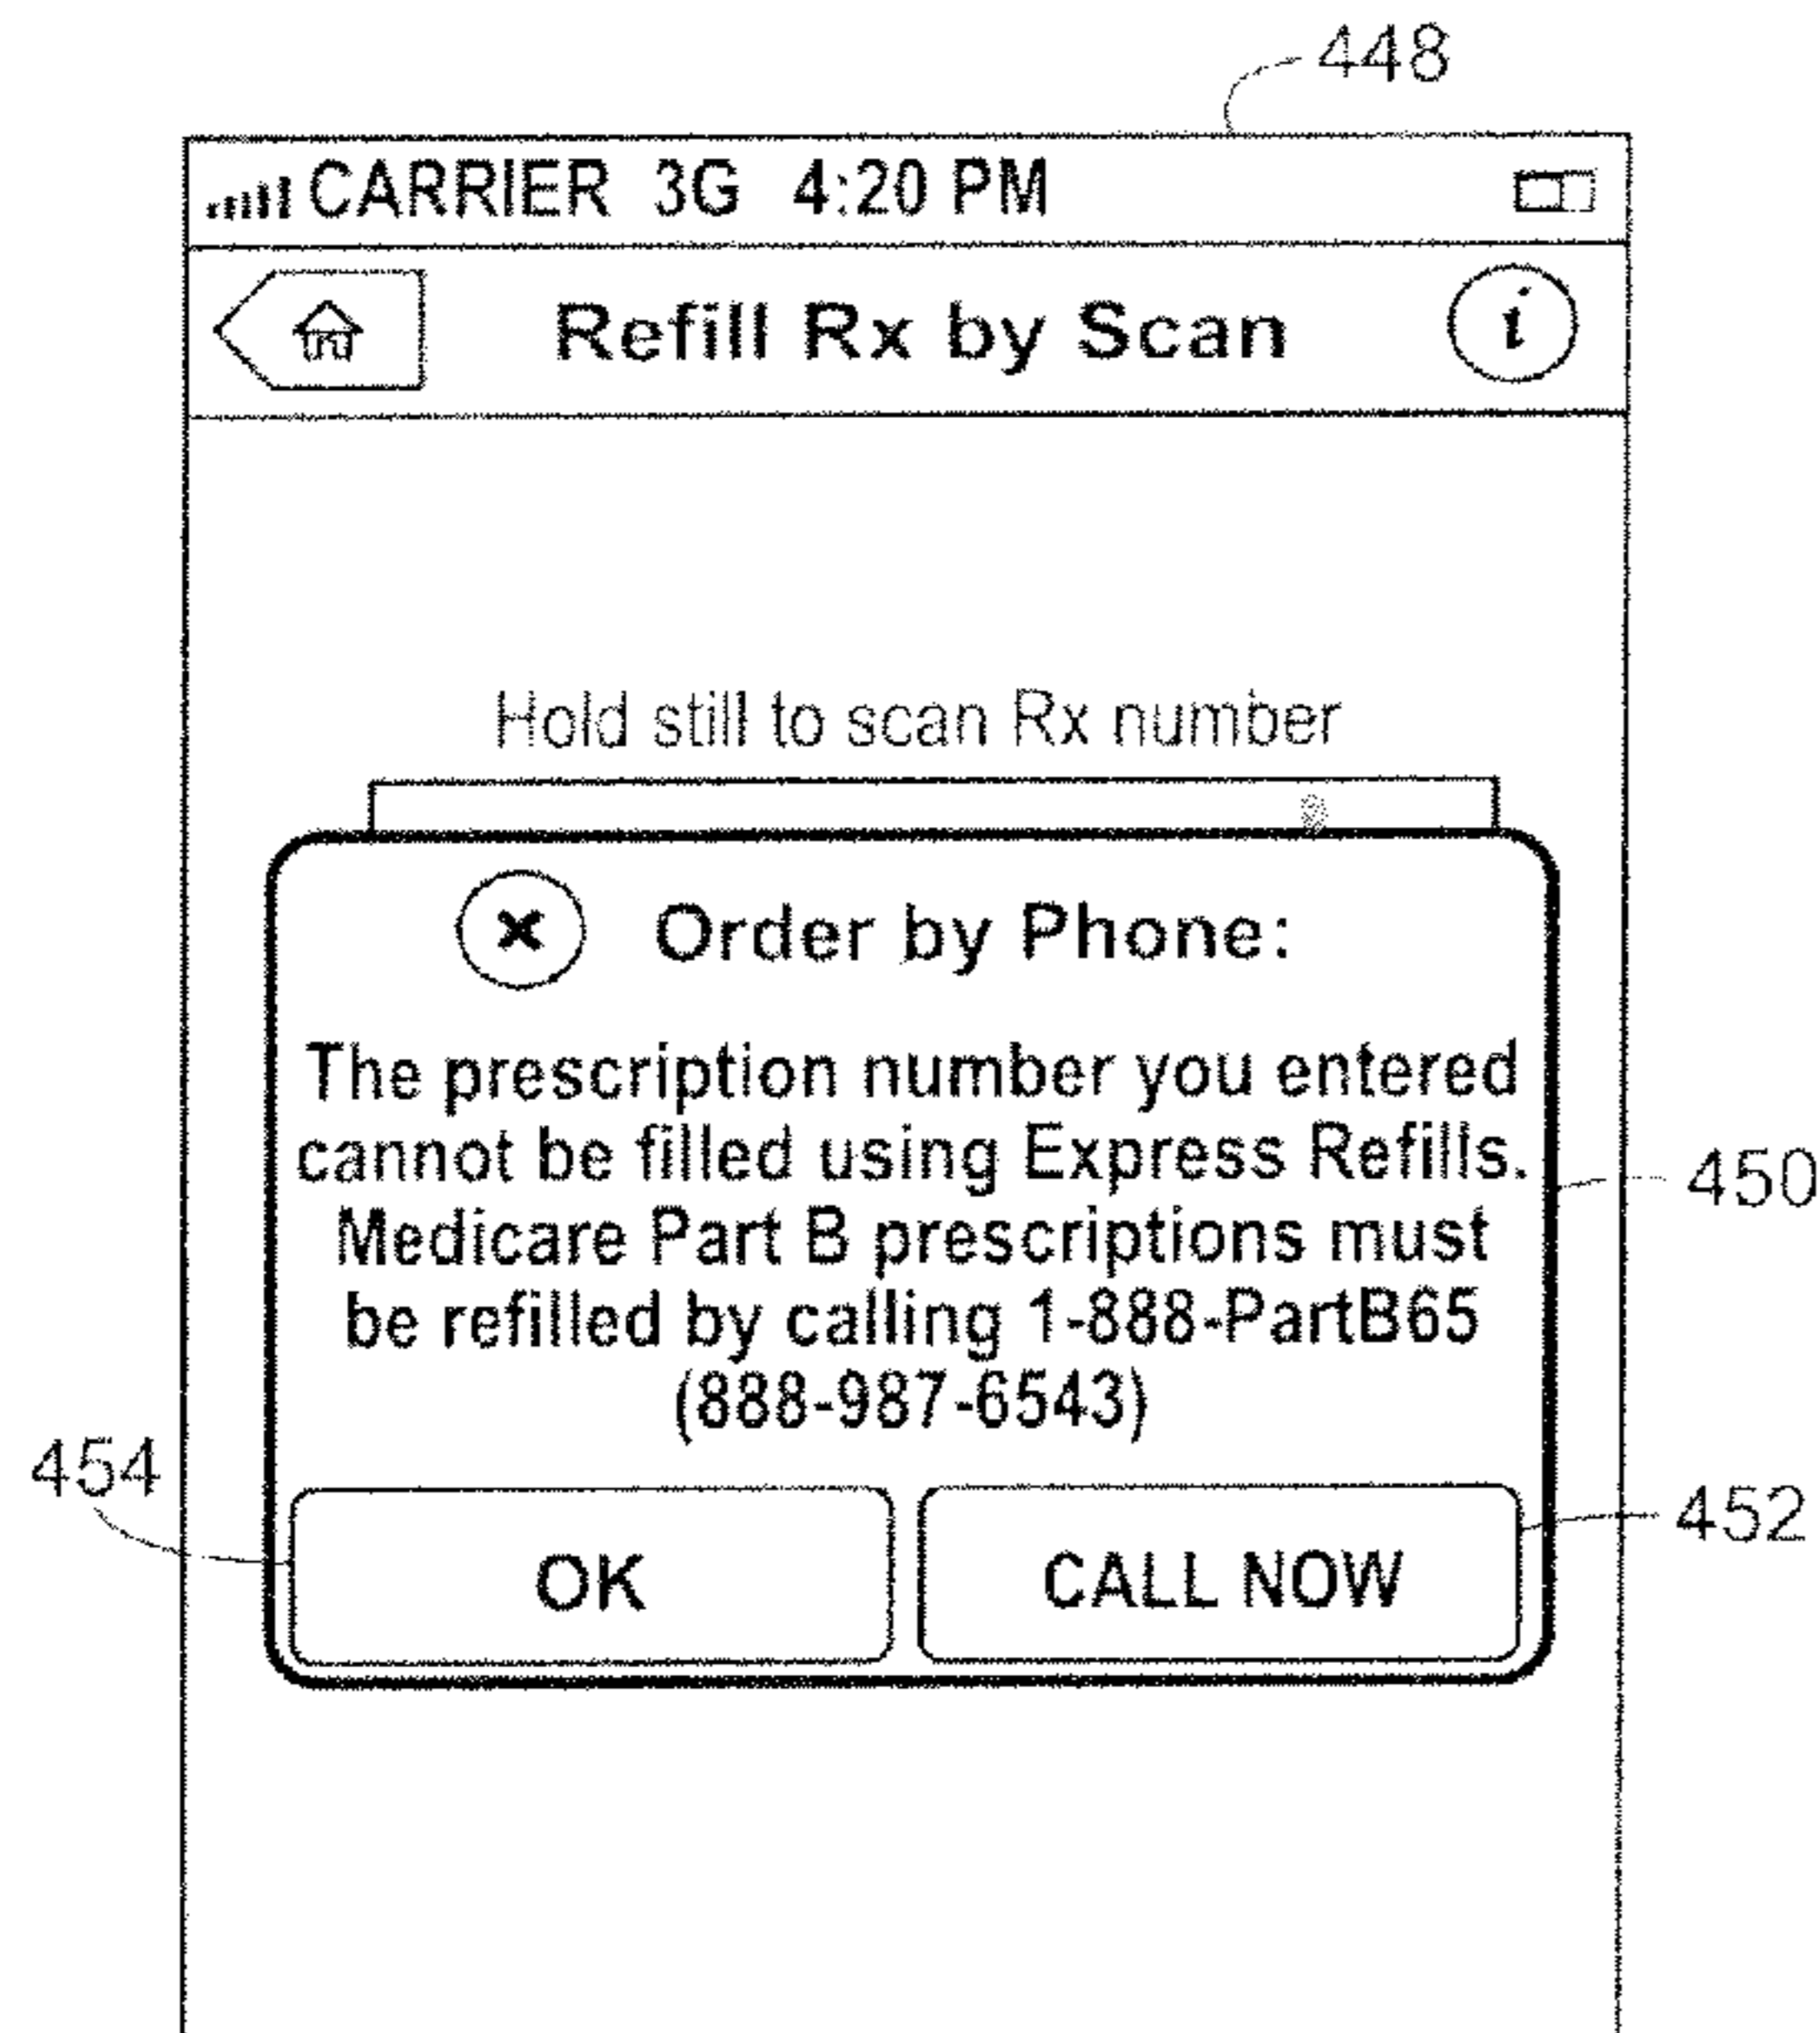 448
CARRIER 3G 4:20 PM
Refill Rx by Scan
i
Hold still to scan Rx number
Order by Phone:
The prescription number you entered
cannot be filled using Express Refills.
Medicare Part B prescriptions must
be refilled by calling 1-888-PartB65
(888-987-6543)
450
454
OK
CALL NOW
452